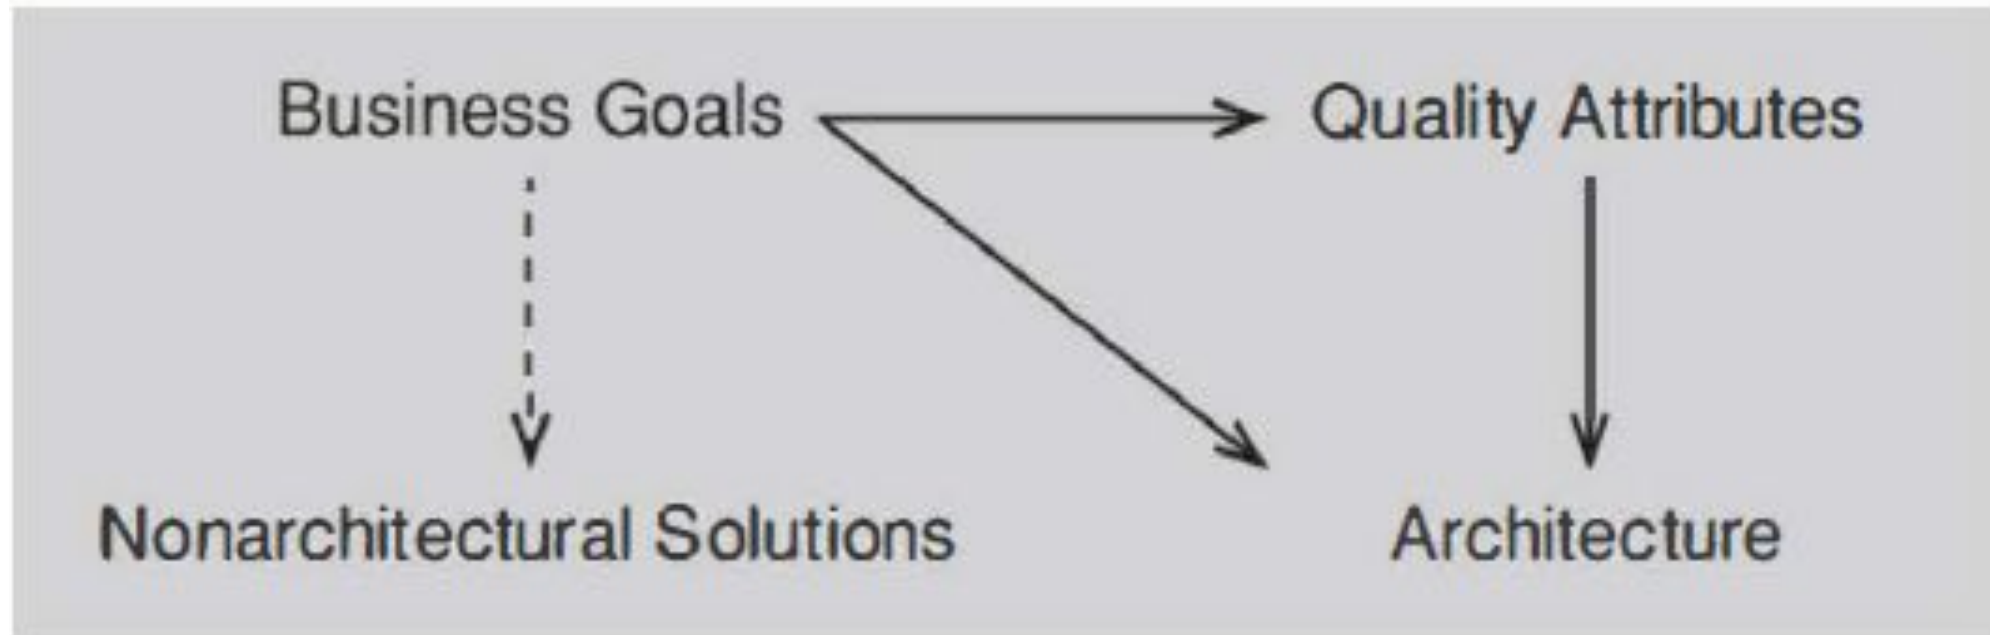 Business Goals
Quality Attributes
Nonarchitectural Solutions
Architecture